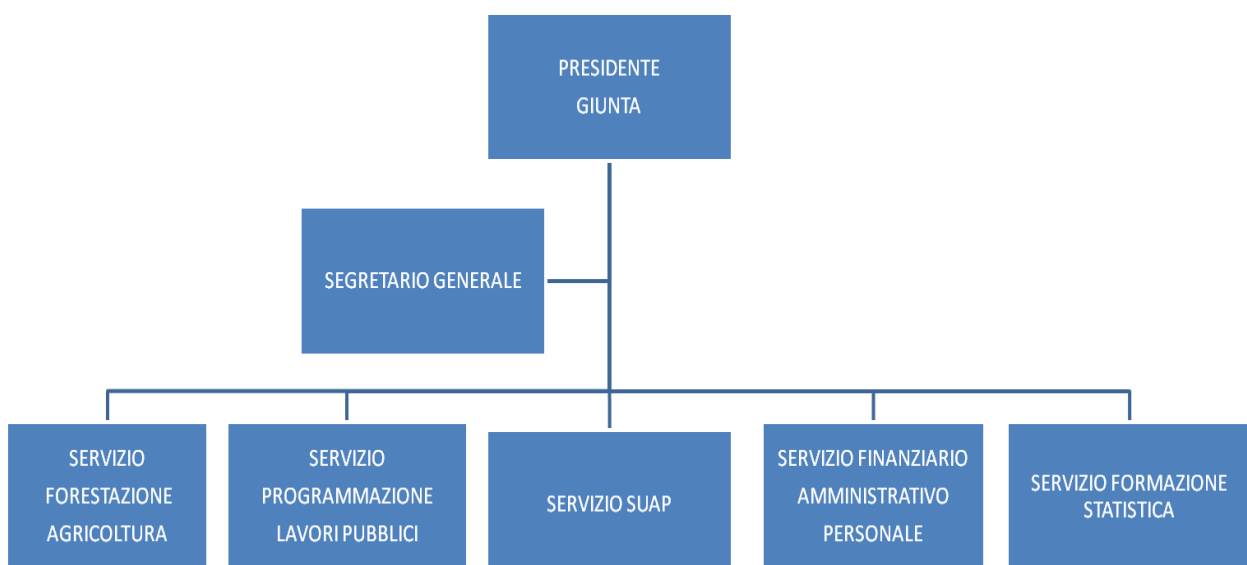 PRESIDENTE
GIUNTA
SEGRETARIO GENERALE
SERVIZIO
FORESTAZIONE
AGRICOLTURA
SERVIZIO
PROGRAMMAZIONE
LAVORI PUBBLICI
SERVIZIO SUAP
SERVIZIO FINANZIARIO
AMMINISTRATIVO
PERSONALE
SERVIZIO FORMAZIONE
STATISTICA